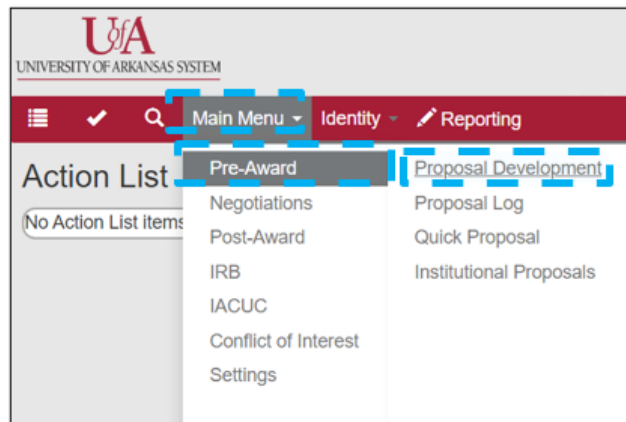 UofA
UNIVERSITY OF ARKANSAS SYSTEM
Main Menu Identity Reporting
Action List
No Action List items
Pre-Award
Negotiations
Post-Award
IRB
IACUC
Conflict of Interest
Settings
Proposal Development
Proposal Log
Quick Proposal
Institutional Proposals